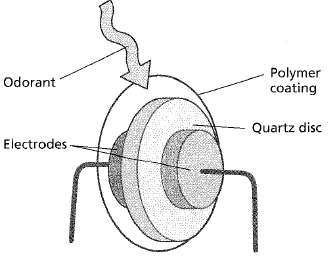 Odorant
Polymer
coating
Quartz disc
Electrodes